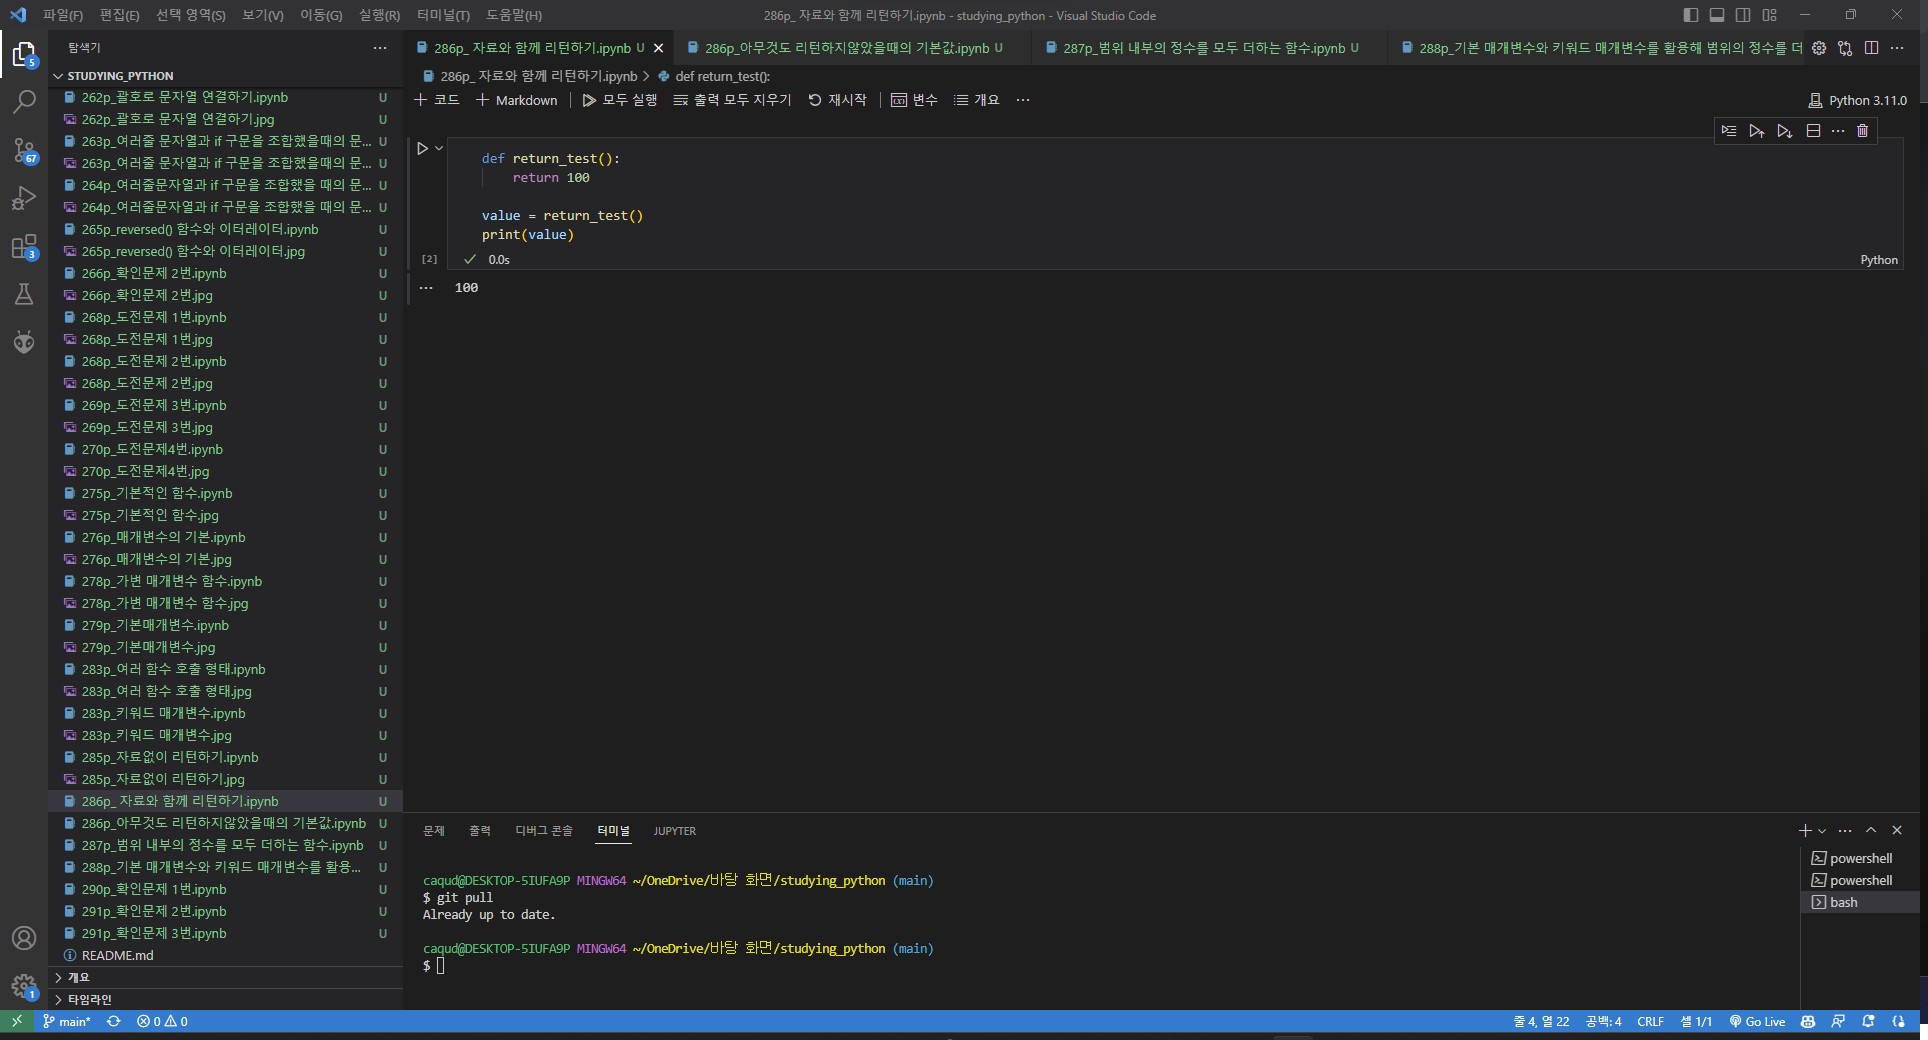 파일(F) 편집(E) 선택 영역(S) 보기(V) 이동(G) 실행(R) 터미널(T) 도움말(H)
286p_ 자료와 함께 리턴하기.ipynb - studying_python - Visual Studio Code
탐색기
STUDYING_PYTHON
262p_괄호로 문자열 연결하기.ipynb U
262p_괄호로 문자열 연결하기.jpg U
263p_여러줄 문자열과 if 구문을 조합했을때의 문... U
263p_여러줄 문자열과 if 구문을 조합했을때의 문... U
264p_여러줄문자열과 if 구문을 조합했을 때의 문... U
264p_여러줄문자열과 if 구문을 조합했을 때의 문... U
265p_reversed() 함수와 이터레이터.ipynb U
265p_reversed() 함수와 이터레이터.jpg U
266p_확인문제 2번.ipynb U
266p_확인문제 2번.jpg U
268p_도전문제 1번.ipynb U
268p_도전문제 1번.jpg U
268p_도전문제 2번.ipynb U
268p_도전문제 2번.jpg U
269p_도전문제 3번.ipynb U
269p_도전문제 3번.jpg U
270p_도전문제4번.ipynb U
270p_도전문제4번.jpg U
275p_기본적인 함수.ipynb U
275p_기본적인 함수.jpg U
276p_매개변수의 기본.ipynb U
276p_매개변수의 기본.jpg U
278p_가변 매개변수 함수.ipynb U
278p_가변 매개변수 함수.jpg U
279p_기본매개변수.ipynb U
279p_기본매개변수.jpg U
283p_여러 함수 호출 형태.ipynb U
283p_여러 함수 호출 형태.jpg U
283p_키워드 매개변수.ipynb U
283p_키워드 매개변수.jpg U
285p_자료없이 리턴하기.ipynb U
285p_자료없이 리턴하기.jpg U
286p_ 자료와 함께 리턴하기.ipynb U
286p_아무것도 리턴하지않았을때의 기본값.ipynb U
287p_범위 내부의 정수를 모두 더하는 함수.ipynb U
288p_기본 매개변수와 키워드 매개변수를 활용... U
290p_확인문제 1번.ipynb U
291p_확인문제 2번.ipynb U
291p_확인문제 3번.ipynb U
README.md
개요
타임라인
5
67
3
1
286p_ 자료와 함께 리턴하기.ipynb U
286p_아무것도 리턴하지않았을때의 기본값.ipynb U
287p_범위 내부의 정수를 모두 더하는 함수.ipynb U
288p_기본 매개변수와 키워드 매개변수를 활용해 범위의 정수를 더
286p_ 자료와 함께 리턴하기.ipynb > def return_test():
+ 코드 + Markdown 모두 실행 출력 모두 지우기 재시작 변수 개요 ...
Python 3.11.0
def return_test():
return 100
value = return_test()
print(value)
[2] 0.0s
Python
100
문제 출력 디버그 콘솔 터미널 JUPYTER
caqud@DESKTOP-5IUFA9P MINGW64 ~/OneDrive/바탕 화면/studying_python (main)
$ git pull
Already up to date.
caqud@DESKTOP-5IUFA9P MINGW64 ~/OneDrive/바탕 화면/studying_python (main)
$
powershell
powershell
bash
main* 0 0
줄 4, 열 22 공백: 4 CRLF 셀 1/1 Go Live